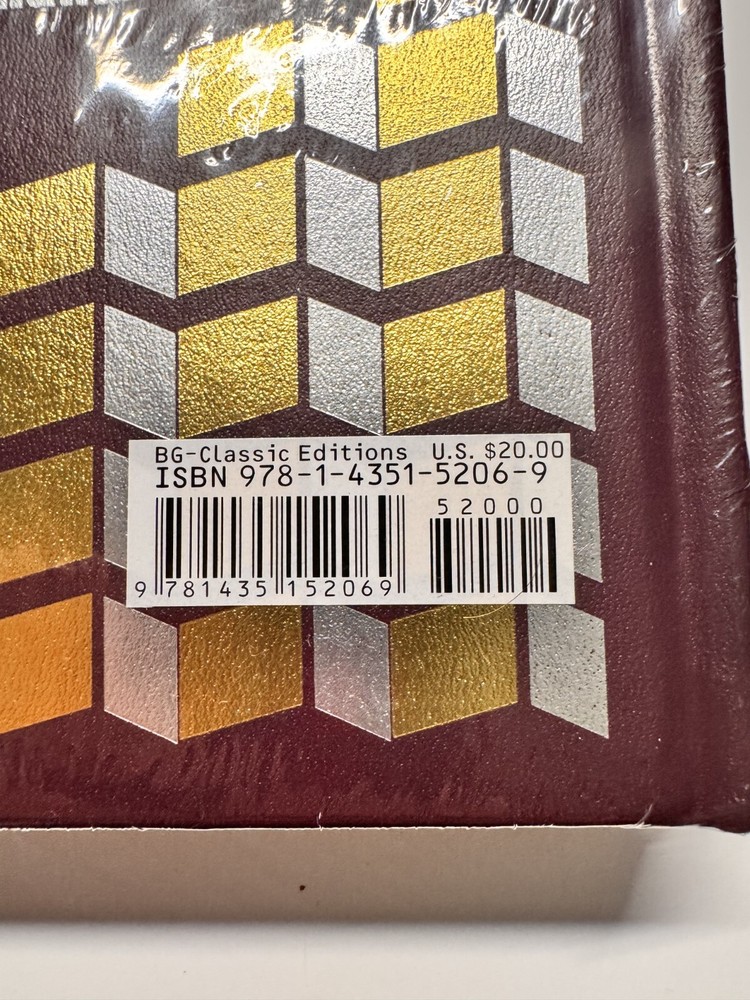 BG-Classic Editions U.S. $20.00
ISBN 978-1-4351-5206-9
52000
9 781435 152069